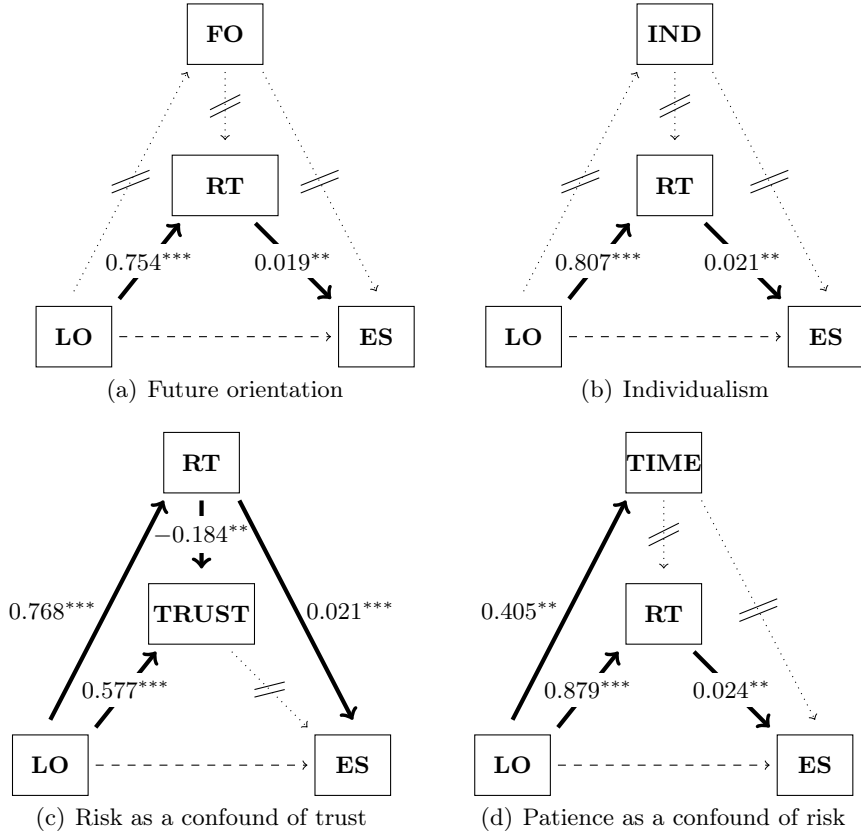 FO
RT
0.754***
0.019**
LO
ES
(a) Future orientation
IND
RT
0.807***
0.021**
LO
ES
(b) Individualism
RT
−0.184**
0.768***
TRUST
0.021***
0.577***
LO
ES
(c) Risk as a confound of trust
TIME
0.405**
RT
0.879***
0.024**
LO
ES
(d) Patience as a confound of risk